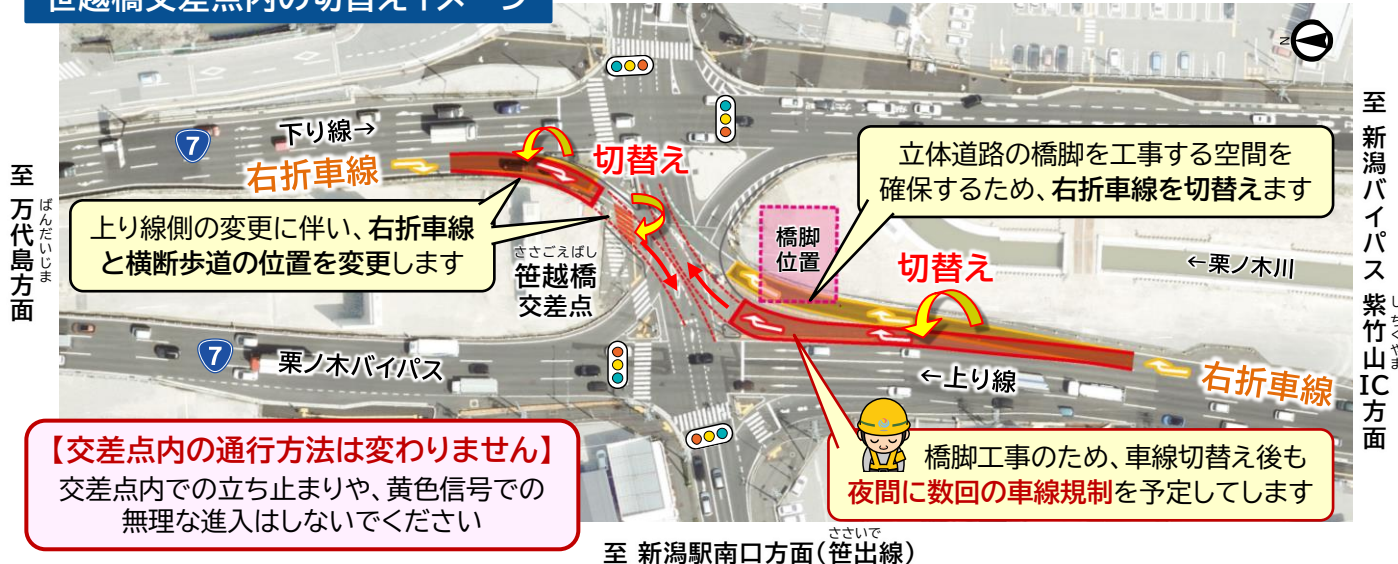 笹越橋交差点内の切替えイメージ
N
7
下り線→
右折車線
切替え
立体道路の橋脚を工事する空間を
確保するため、右折車線を切替えます
至 新潟バイパス 紫竹山IC方面
しちくやま
至 万代島方面
ばんだいじま
上り線側の変更に伴い、右折車線
と横断歩道の位置を変更します
ささごえばし
笹越橋
交差点
橋脚
位置
切替え
←栗ノ木川
7
栗ノ木バイパス
←上り線
右折車線
【交差点内の通行方法は変わりません】
交差点内での立ち止まりや、黄色信号での
無理な進入はしないでください
橋脚工事のため、車線切替え後も
夜間に数回の車線規制を予定してします
ささいで
至 新潟駅南口方面(笹出線)